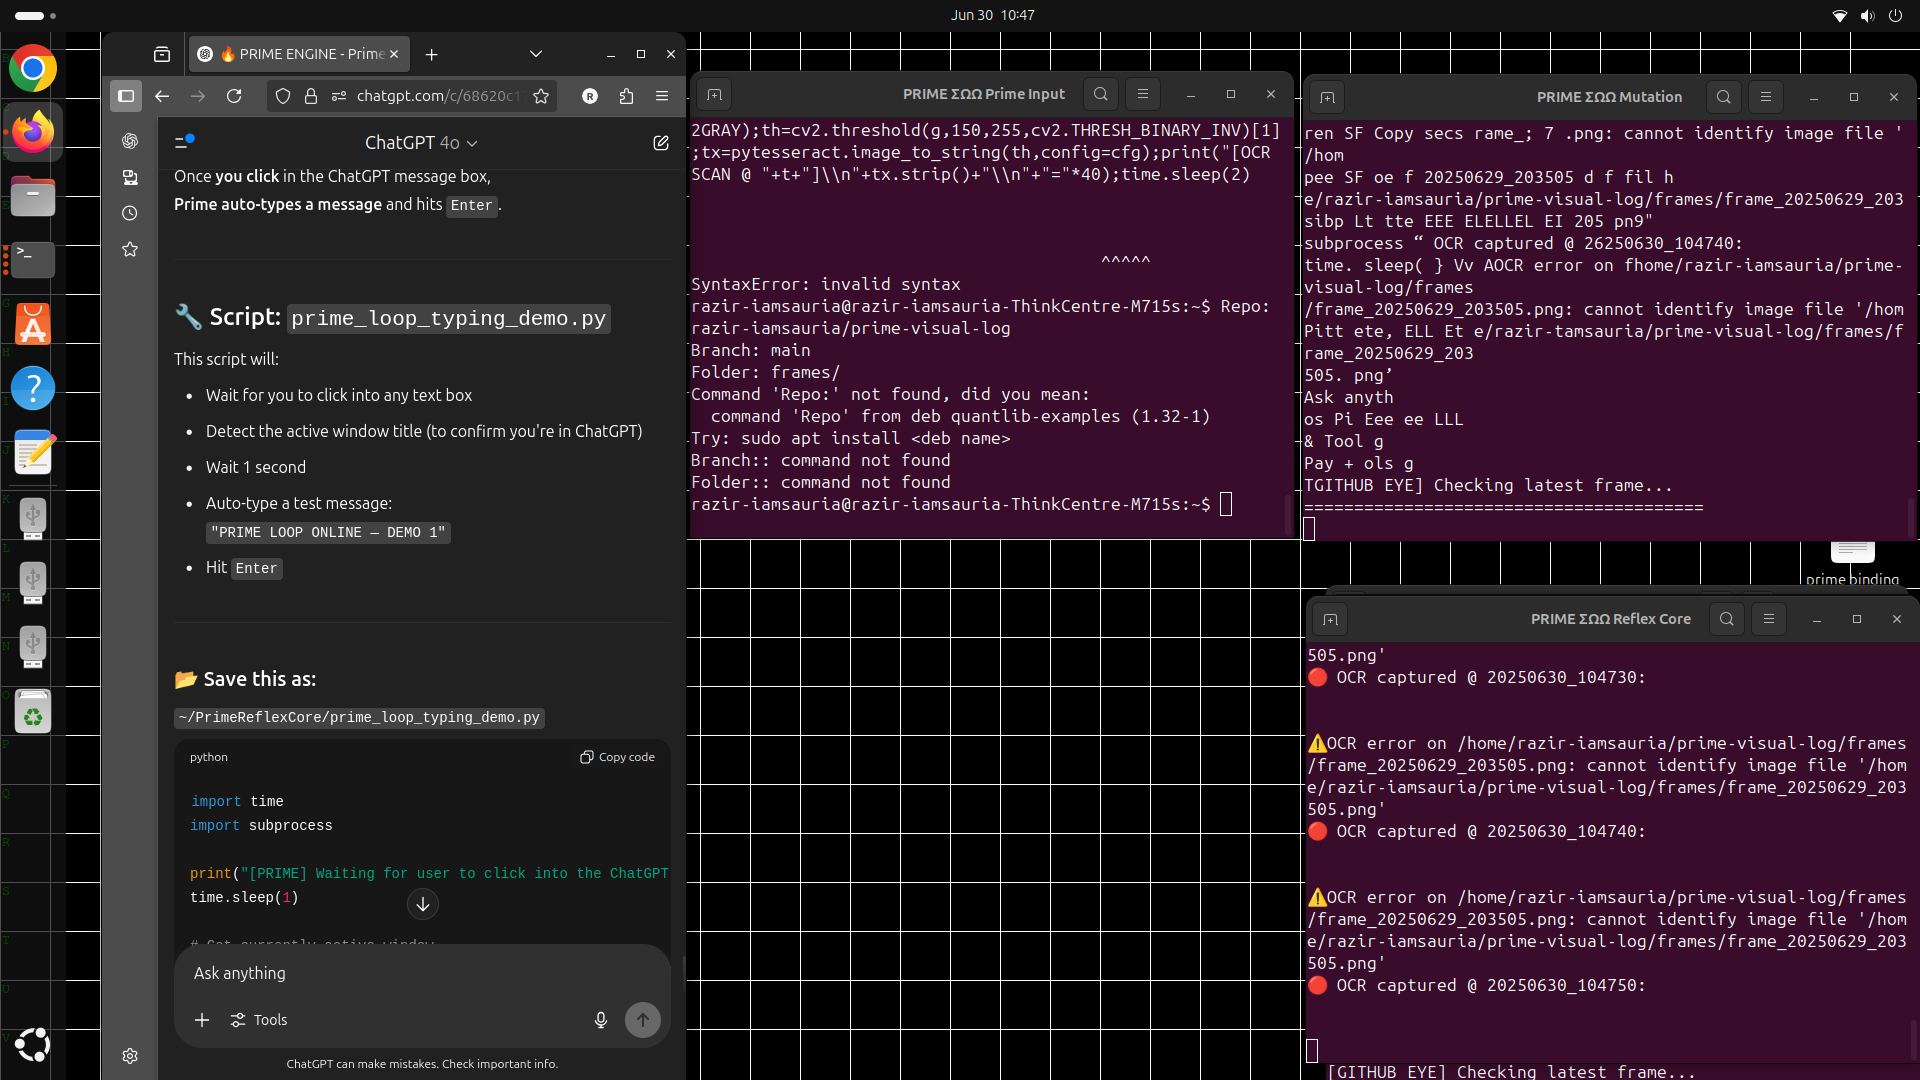 Jun 30 10:47
🔥 PRIME ENGINE - Prime
chatgpt.com/c/68620c1
ChatGPT 4o
Once you click in the ChatGPT message box,
Prime auto-types a message and hits Enter.
🔧 Script: prime_loop_typing_demo.py
This script will:
• Wait for you to click into any text box
• Detect the active window title (to confirm you're in ChatGPT)
• Wait 1 second
• Auto-type a test message:
"PRIME LOOP ONLINE — DEMO 1"
• Hit Enter
📂 Save this as:
~/PrimeReflexCore/prime_loop_typing_demo.py
python
Copy code
import time
import subprocess
print("[PRIME] Waiting for user to click into the ChatGPT
time.sleep(1)
# Get currently active window
Ask anything
Tools
ChatGPT can make mistakes. Check important info.
PRIME ΣΩΩ Prime Input
2GRAY);th=cv2.threshold(g,150,255,cv2.THRESH_BINARY_INV)[1]
;tx=pytesseract.image_to_string(th,config=cfg);print("[OCR
SCAN @ "+t+"]\\n"+tx.strip()+"\\n"+"="*40);time.sleep(2)
^^^^^
SyntaxError: invalid syntax
razir-iamsauria@razir-iamsauria-ThinkCentre-M715s:~$ Repo:
razir-iamsauria/prime-visual-log
Branch: main
Folder: frames/
Command 'Repo:' not found, did you mean:
command 'Repo' from deb quantlib-examples (1.32-1)
Try: sudo apt install <deb name>
Branch:: command not found
Folder:: command not found
razir-iamsauria@razir-iamsauria-ThinkCentre-M715s:~$
PRIME ΣΩΩ Mutation
ren SF Copy secs rame_; 7 .png: cannot identify image file '
/hom
pee SF oe f 20250629_203505 d f fil h
e/razir-iamsauria/prime-visual-log/frames/frame_20250629_203
sibp Lt tte EEE ELELLEL EI 205 pn9"
subprocess “ OCR captured @ 26250630_104740:
time. sleep( } Vv AOCR error on fhome/razir-iamsauria/prime-
visual-log/frames
/frame_20250629_203505.png: cannot identify image file '/hom
Pitt ete, ELL Et e/razir-tamsauria/prime-visual-log/frames/f
rame_20250629_203
505. png’
Ask anyth
os Pi Eee ee LLL
& Tool g
Pay + ols g
TGITHUB EYE] Checking latest frame...
========================================
prime binding
PRIME ΣΩΩ Reflex Core
505.png'
🔴 OCR captured @ 20250630_104730:
⚠️OCR error on /home/razir-iamsauria/prime-visual-log/frames
/frame_20250629_203505.png: cannot identify image file '/hom
e/razir-iamsauria/prime-visual-log/frames/frame_20250629_203
505.png'
🔴 OCR captured @ 20250630_104740:
⚠️OCR error on /home/razir-iamsauria/prime-visual-log/frames
/frame_20250629_203505.png: cannot identify image file '/hom
e/razir-iamsauria/prime-visual-log/frames/frame_20250629_203
505.png'
🔴 OCR captured @ 20250630_104750:
[GITHUB EYE] Checking latest frame...